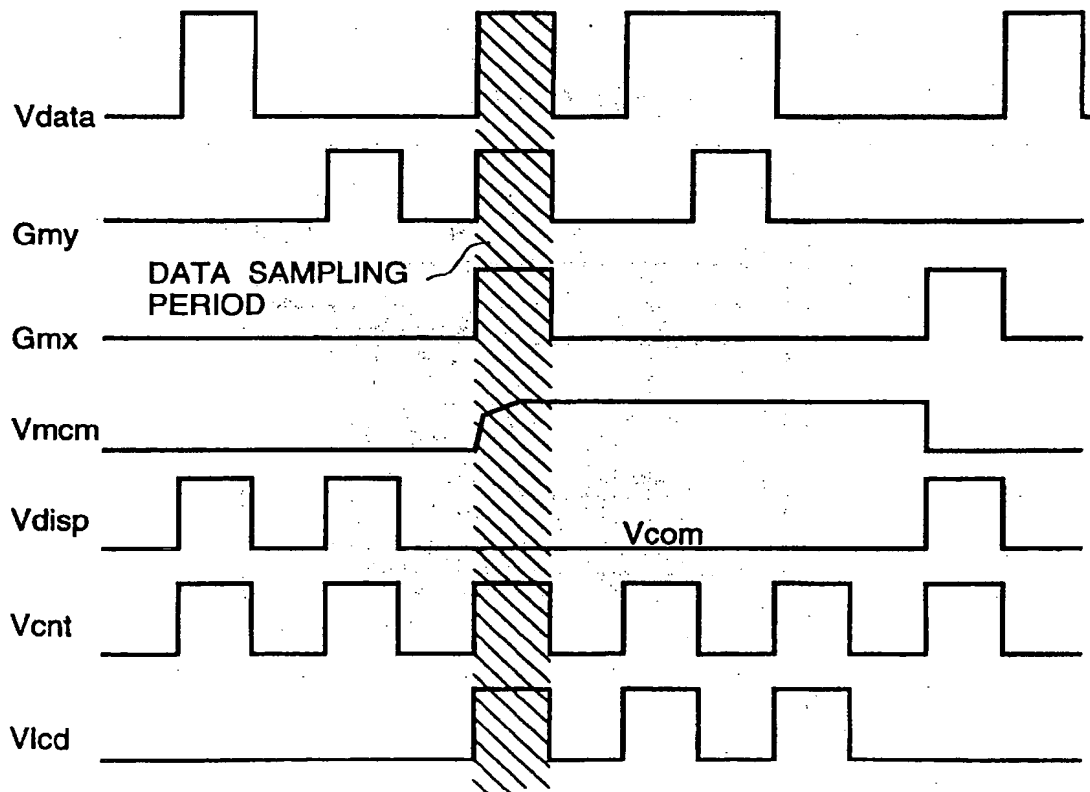 Vdata
Gmy
DATA SAMPLING
PERIOD
Gmx
Vmcm
Vdisp
Vcom
Vcnt
Vlcd